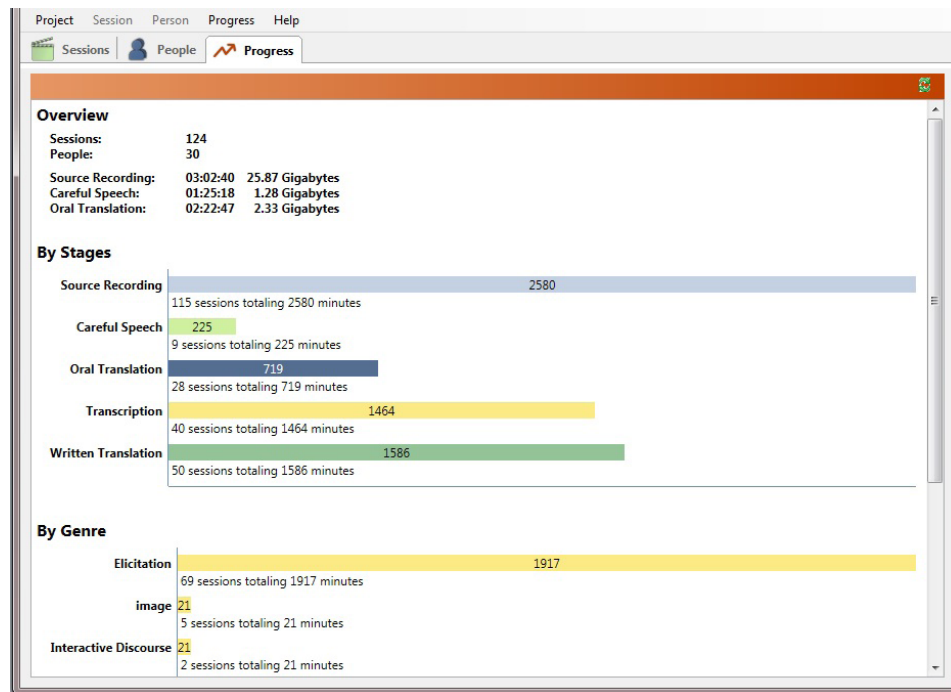 Project Session Person Progress Help
Sessions People Progress
Overview
Sessions: 124
People: 30
Source Recording: 03:02:40 25.87 Gigabytes
Careful Speech: 01:25:18 1.28 Gigabytes
Oral Translation: 02:22:47 2.33 Gigabytes
By Stages
Source Recording 2580
115 sessions totaling 2580 minutes
Careful Speech 225
9 sessions totaling 225 minutes
Oral Translation 719
28 sessions totaling 719 minutes
Transcription 1464
40 sessions totaling 1464 minutes
Written Translation 1586
50 sessions totaling 1586 minutes
By Genre
Elicitation 1917
69 sessions totaling 1917 minutes
image 21
5 sessions totaling 21 minutes
Interactive Discourse 21
2 sessions totaling 21 minutes